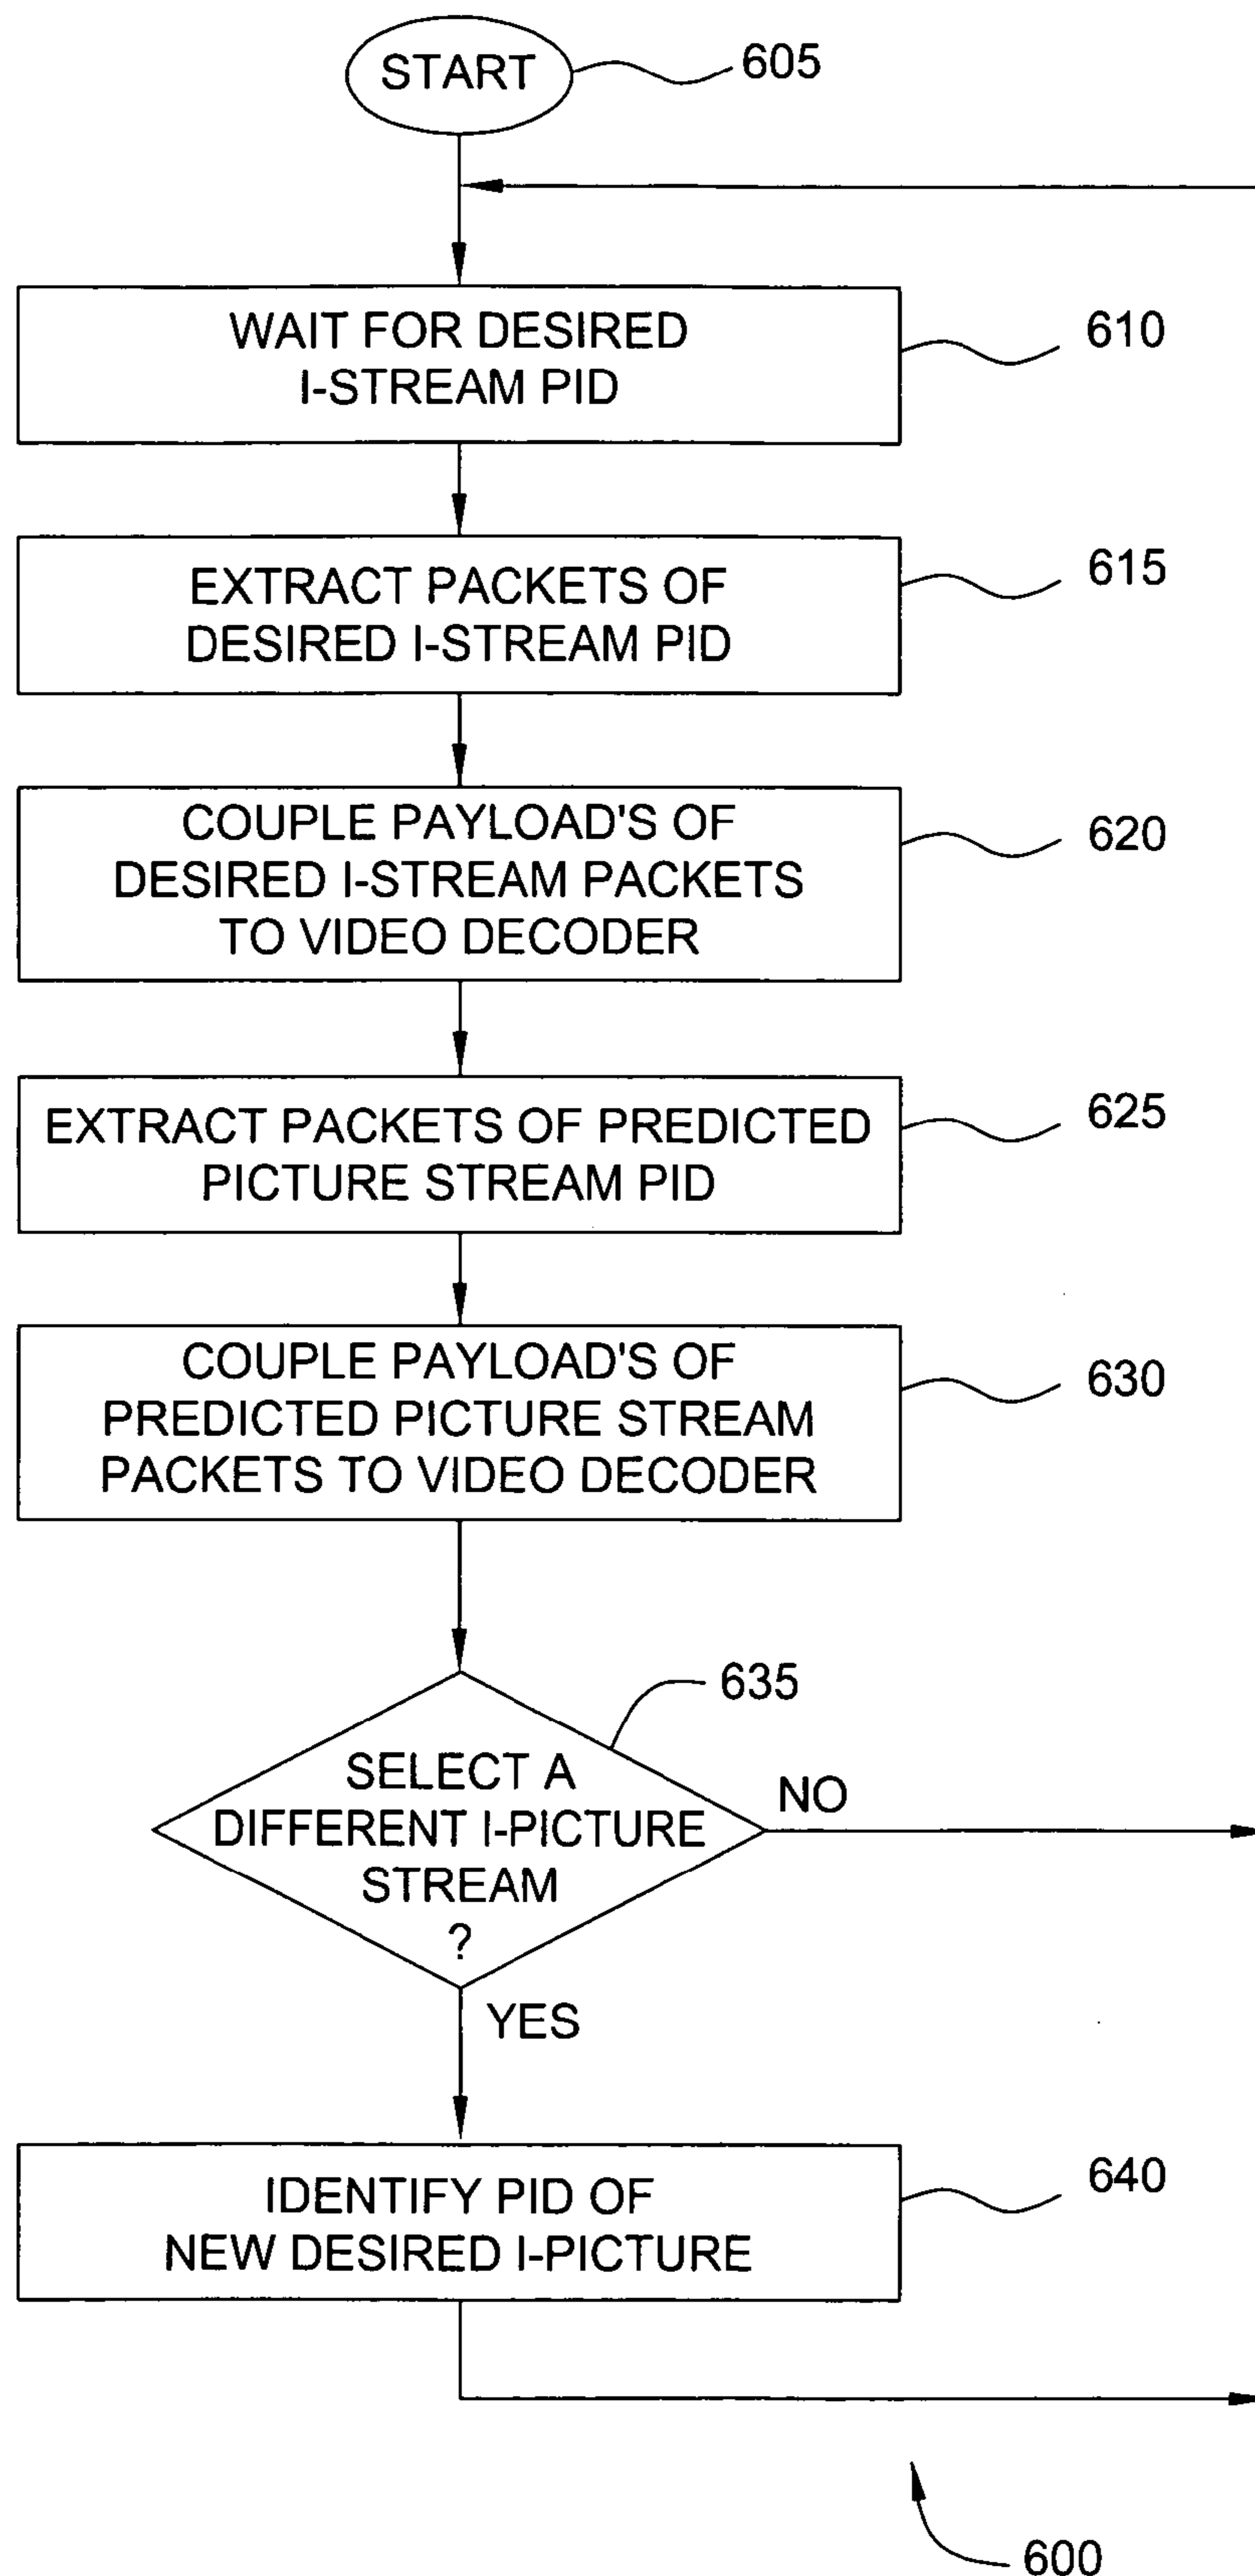 START
605
WAIT FOR DESIRED
I-STREAM PID
610
EXTRACT PACKETS OF
DESIRED I-STREAM PID
615
COUPLE PAYLOAD'S OF
DESIRED I-STREAM PACKETS
TO VIDEO DECODER
620
EXTRACT PACKETS OF PREDICTED
PICTURE STREAM PID
625
COUPLE PAYLOAD'S OF
PREDICTED PICTURE STREAM
PACKETS TO VIDEO DECODER
630
635
SELECT A
DIFFERENT I-PICTURE
STREAM
?
NO
YES
IDENTIFY PID OF
NEW DESIRED I-PICTURE
640
600